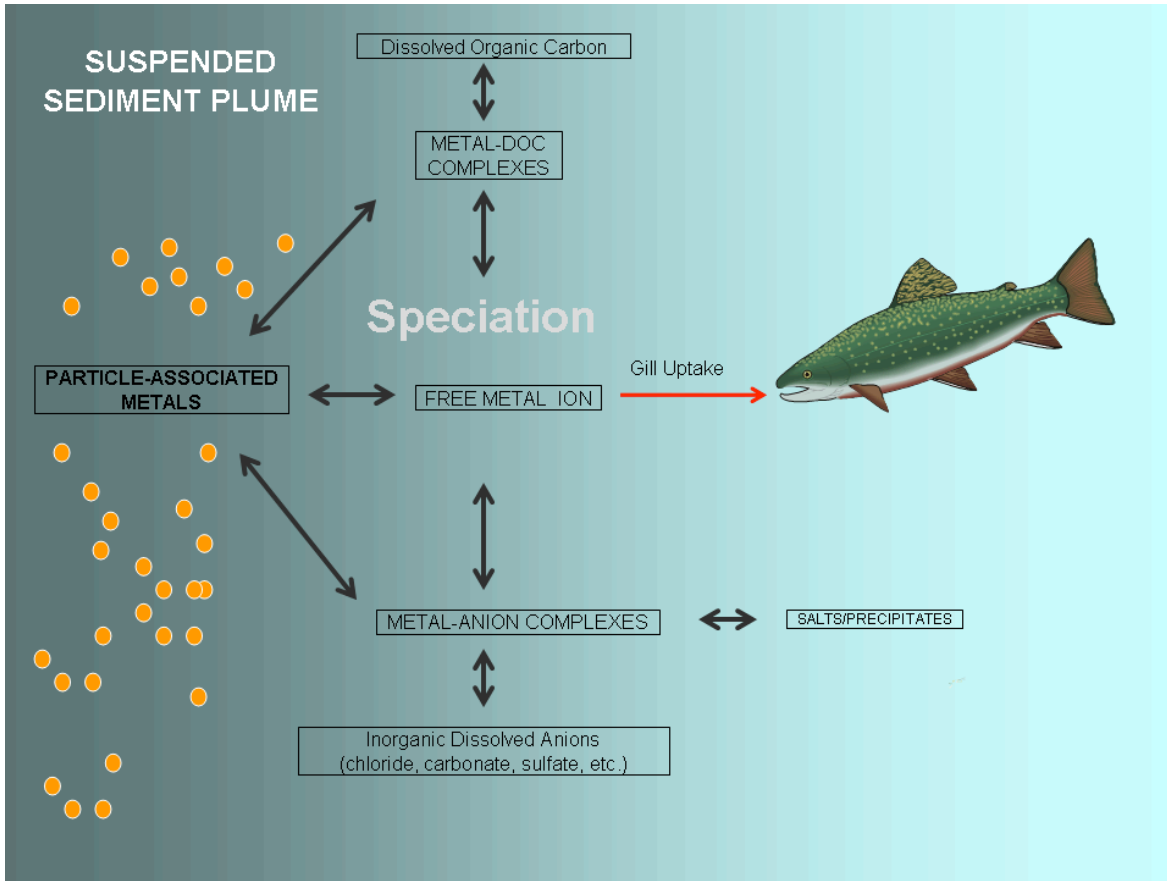 SUSPENDED
SEDIMENT PLUME
Dissolved Organic Carbon
METAL-DOC
COMPLEXES
Speciation
PARTICLE-ASSOCIATED
METALS
FREE METAL ION
Gill Uptake
METAL-ANION COMPLEXES
SALTS/PRECIPITATES
Inorganic Dissolved Anions
(chloride, carbonate, sulfate, etc.)